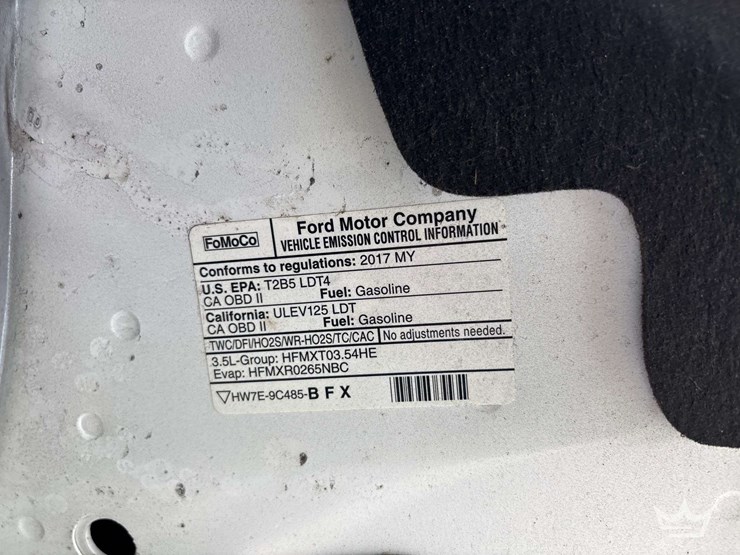 FoMoCo
Ford Motor Company
VEHICLE EMISSION CONTROL INFORMATION
Conforms to regulations: 2017 MY
U.S. EPA: T2B5 LDT4
CA OBD II Fuel: Gasoline
California: ULEV125 LDT
CA OBD II Fuel: Gasoline
TWC/DFI/HO2S/WR-HO2S/TC/CAC No adjustments needed.
3.5L-Group: HFMXT03.54HE
Evap: HFMXR0265NBC
HW7E-9C485-B F X